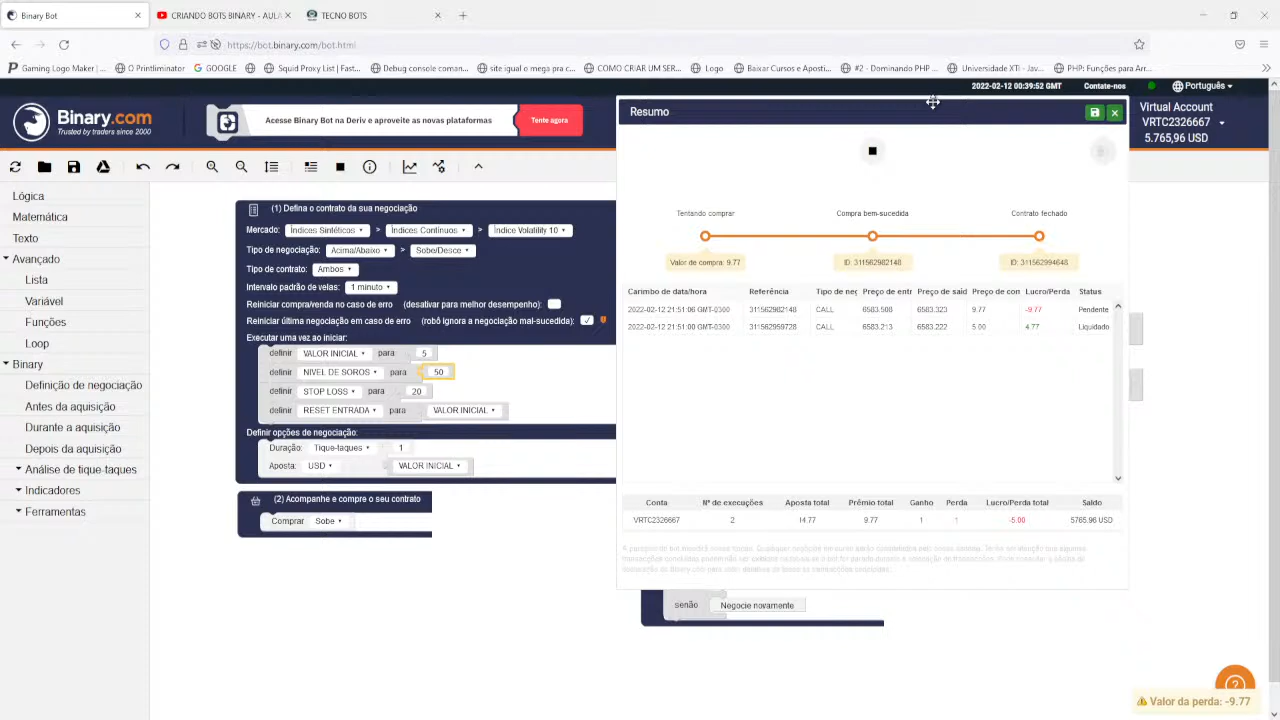 Binary Bot
CRIANDO BOTS BINARY - AUL
TECNO BOTS
https://bot.binary.com/bot.html
Gaming Logo Maker |
O Printliminator
GOOGLE
Squid Proxy List | Fast...
Debug console coman...
site igual o mega pra c...
COMO CRIAR UM SER...
Logo
Baixar Cursos e Aposti...
#2 - Dominando PHP ...
Universidade XTi - Jav...
PHP: Funções para Arr...
2022-02-12 00:39:52 GMT
Contate-nos
Português
Binary.com
Trusted by traders since 2000
Acesse Binary Bot na Deriv e aproveite as novas plataformas
Tente agora
Virtual Account
VRTC2326667
5.765,96 USD
Lógica
Matemática
Texto
Avançado
Lista
Variável
Funções
Loop
Binary
Definição de negociação
Antes da aquisição
Durante a aquisição
Depois da aquisição
Análise de tique-taques
Indicadores
Ferramentas
(1) Defina o contrato da sua negociação
Mercado: Índices Sintéticos > Índices Contínuos > Índice Volatility 10
Tipo de negociação: Acima/Abaixo > Sobe/Desce
Tipo de contrato: Ambos
Intervalo padrão de velas: 1 minuto
Reiniciar compra/venda no caso de erro (desativar para melhor desempenho):
Reiniciar última negociação em caso de erro (robô ignora a negociação mal-sucedida):
Executar uma vez ao iniciar:
definir VALOR INICIAL para 5
definir NIVEL DE SOROS para 50
definir STOP LOSS para 20
definir RESET ENTRADA para VALOR INICIAL
Definir opções de negociação:
Duração: Tique-taques 1
Aposta: USD VALOR INICIAL
(2) Acompanhe e compre o seu contrato
Comprar Sobe
Resumo
Tentando comprar
Compra bem-sucedida
Contrato fechado
Valor de compra: 9.77
ID: 311562982148
ID: 311562994648
Carimbo de data/hora Referência Tipo de neg Preço de entr Preço de said Preço de com Lucro/Perda Status
2022-02-12 21:51:06 GMT-0300 311562982148 CALL 6583.508 6583.323 9.77 -9.77 Pendente
2022-02-12 21:51:00 GMT-0300 311562959728 CALL 6583.213 6583.222 5.00 4.77 Liquidado
Conta Nº de execuções Aposta total Prêmio total Ganho Perda Lucro/Perda total Saldo
VRTC2326667 2 14.77 9.77 1 1 -5.00 5765.96 USD
senão Negocie novamente
Valor da perda: -9.77